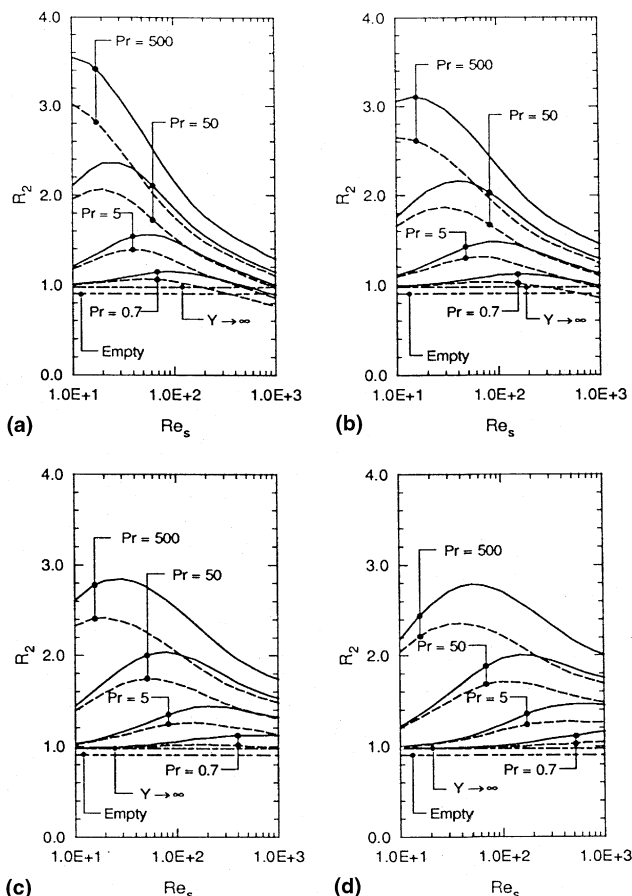 4.0
3.0
2.0
1.0
0.0
R₂
Pr = 500
Pr = 50
Pr = 5
Pr = 0.7
Y → ∞
Empty
1.0E+1
1.0E+2
1.0E+3
Reₛ
(a)
4.0
3.0
2.0
1.0
0.0
R₂
Pr = 500
Pr = 50
Pr = 5
Pr = 0.7
Y → ∞
Empty
1.0E+1
1.0E+2
1.0E+3
Reₛ
(b)
4.0
3.0
2.0
1.0
0.0
R₂
Pr = 500
Pr = 50
Pr = 5
Pr = 0.7
Y → ∞
Empty
1.0E+1
1.0E+2
1.0E+3
Reₛ
(c)
4.0
3.0
2.0
1.0
0.0
R₂
Pr = 500
Pr = 50
Pr = 5
Pr = 0.7
Y → ∞
Empty
1.0E+1
1.0E+2
1.0E+3
Reₛ
(d)